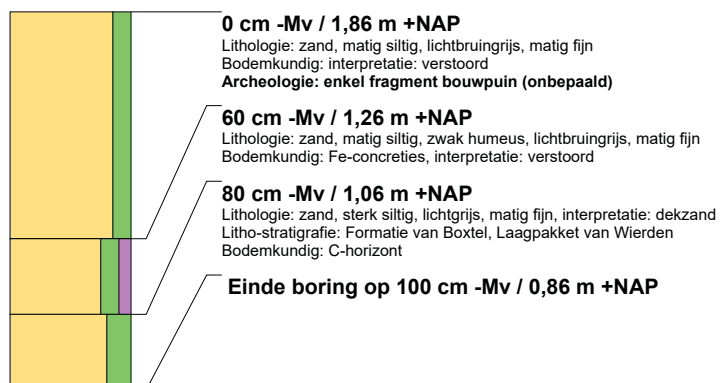 0 cm -Mv / 1,86 m +NAP
Lithologie: zand, matig siltig, lichtbruingrijs, matig fijn
Bodemkundig: interpretatie: verstoord
Archeologie: enkel fragment bouwpuin (onbepaald)
60 cm -Mv / 1,26 m +NAP
Lithologie: zand, matig siltig, zwak humeus, lichtbruingrijs, matig fijn
Bodemkundig: Fe-concreties, interpretatie: verstoord
80 cm -Mv / 1,06 m +NAP
Lithologie: zand, sterk siltig, lichtgrijs, matig fijn, interpretatie: dekzand
Litho-stratigrafie: Formatie van Boxtel, Laagpakket van Wierden
Bodemkundig: C-horizont
Einde boring op 100 cm -Mv / 0,86 m +NAP